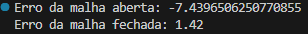 Erro da malha aberta: -7.4396506250770855
Erro da malha fechada: 1.42